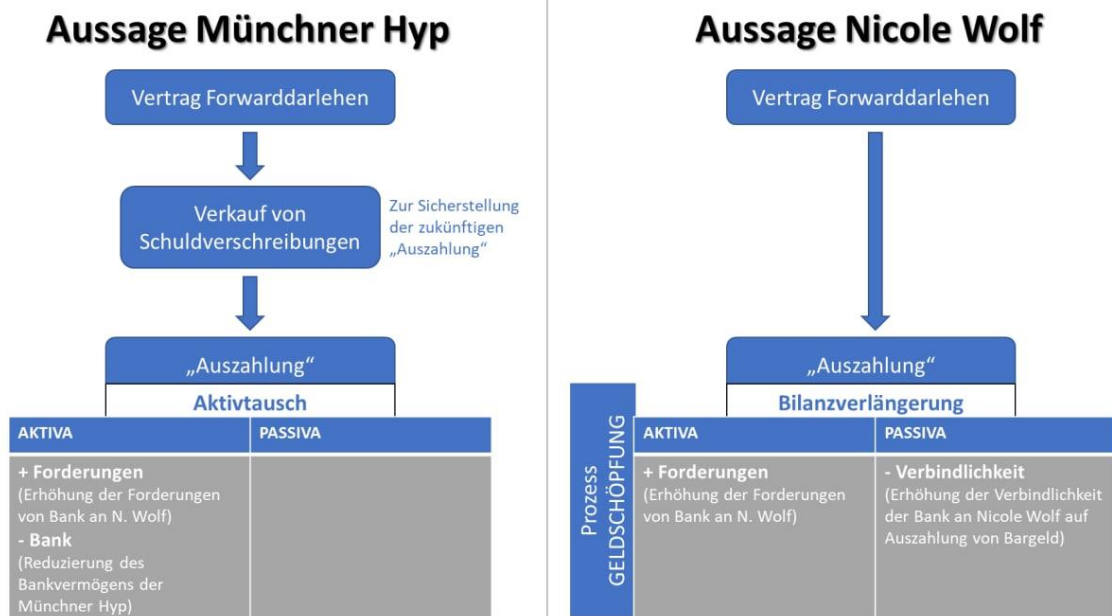 Aussage Münchner Hyp
Vertrag Forwarddarlehen
Verkauf von
Schuldverschreibungen
Zur Sicherstellung
der zukünftigen
„Auszahlung“
„Auszahlung“
Aktivtausch
AKTIVA
PASSIVA
+ Forderungen
(Erhöhung der Forderungen
von Bank an N. Wolf)
- Bank
(Reduzierung des
Bankvermögens der
Münchner Hyp)
Aussage Nicole Wolf
Vertrag Forwarddarlehen
„Auszahlung“
Bilanzverlängerung
Prozess
GELDSCHÖPFUNG
AKTIVA
PASSIVA
+ Forderungen
(Erhöhung der Forderungen
von Bank an N. Wolf)
- Verbindlichkeit
(Erhöhung der Verbindlichkeit
der Bank an Nicole Wolf auf
Auszahlung von Bargeld)